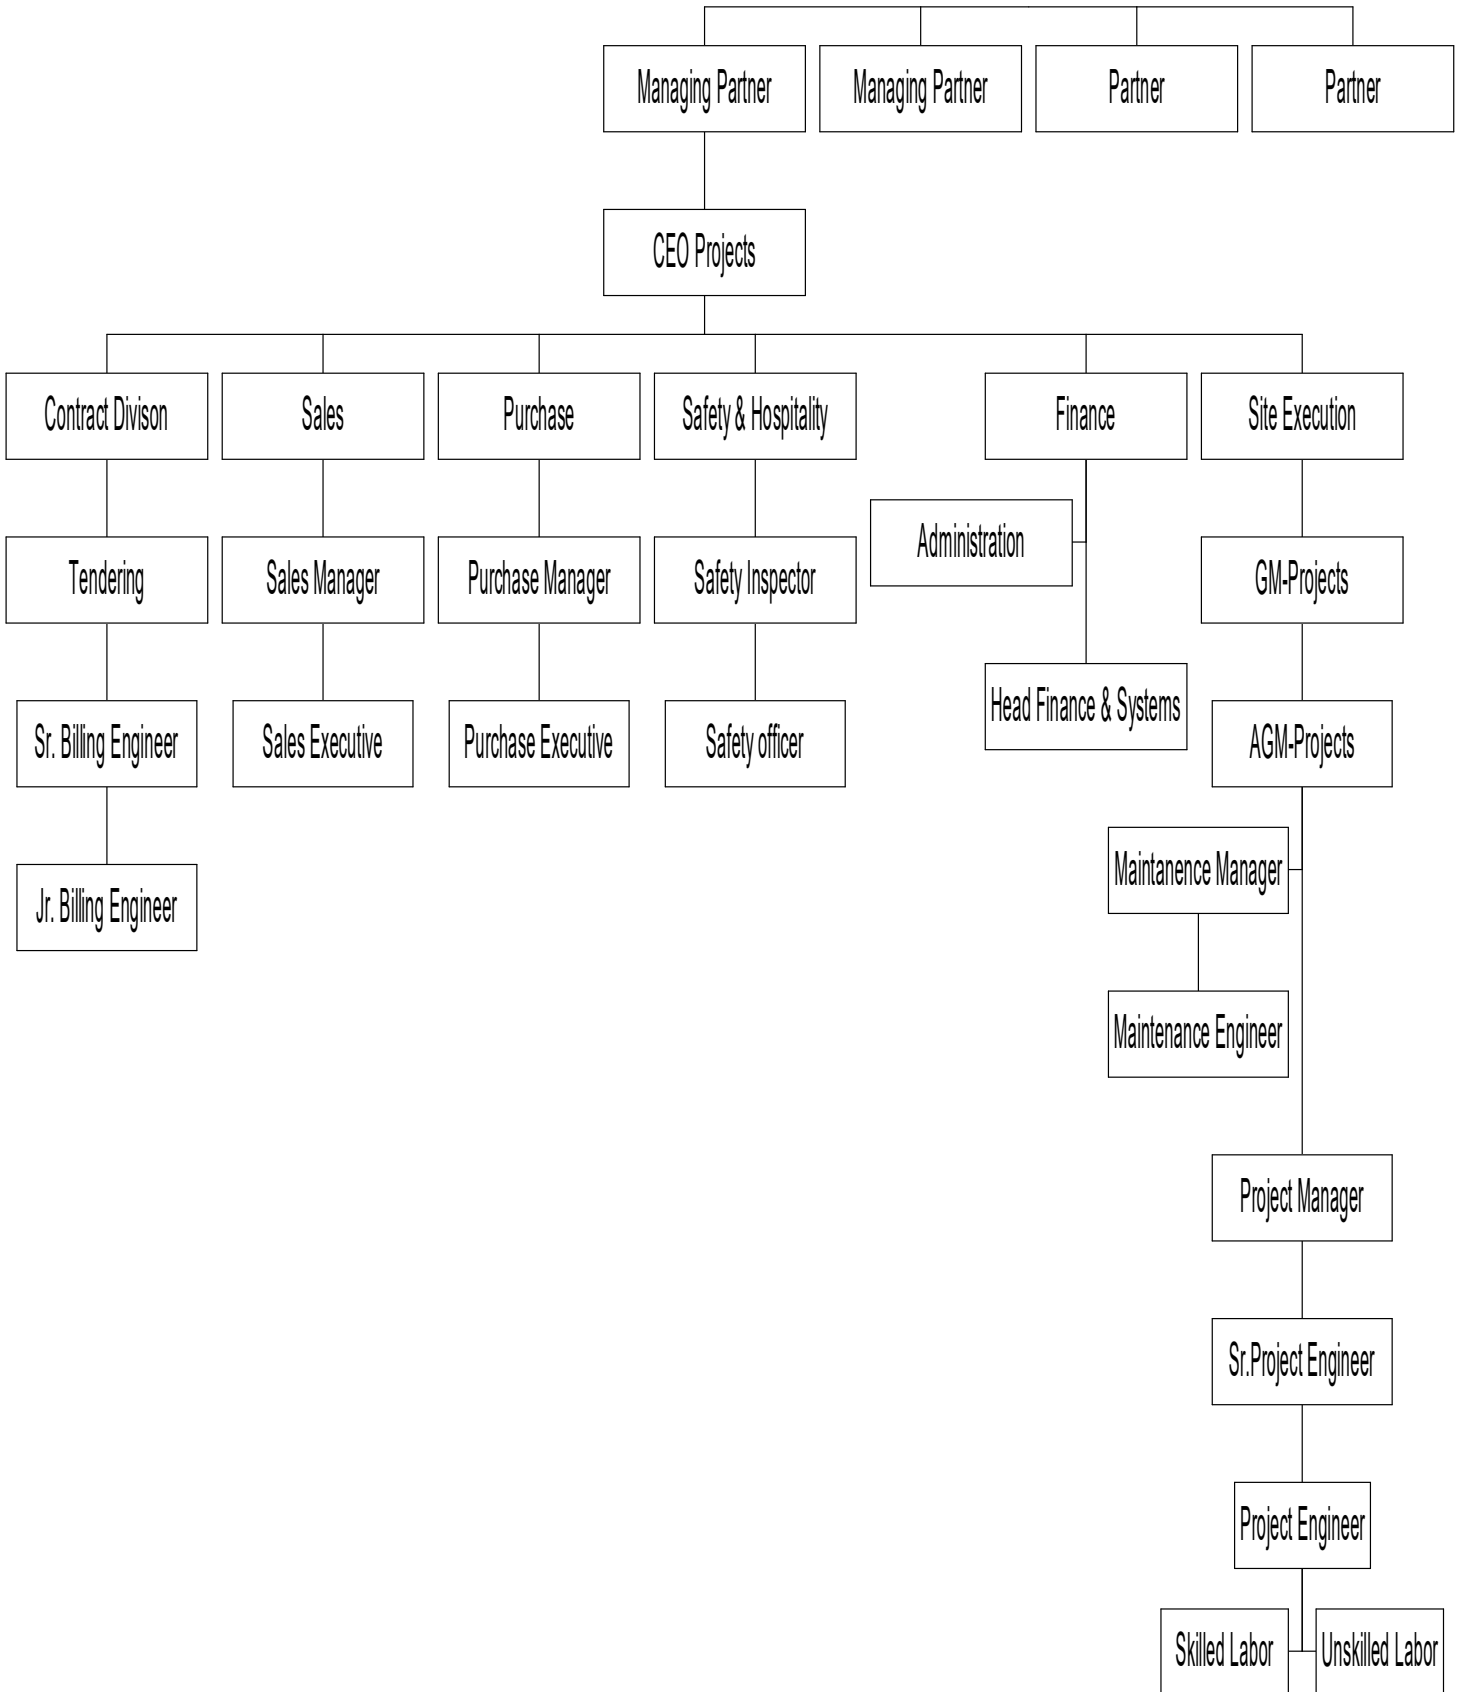 Managing Partner
Managing Partner
Partner
Partner
CEO Projects
Contract Divison
Sales
Purchase
Safety & Hospitality
Finance
Site Execution
Administration
Tendering
Sales Manager
Purchase Manager
Safety Inspector
GM-Projects
Head Finance & Systems
Sr. Billing Engineer
Sales Executive
Purchase Executive
Safety officer
AGM-Projects
Maintanence Manager
Jr. Billing Engineer
Maintenance Engineer
Project Manager
Sr.Project Engineer
Project Engineer
Skilled Labor
Unskilled Labor